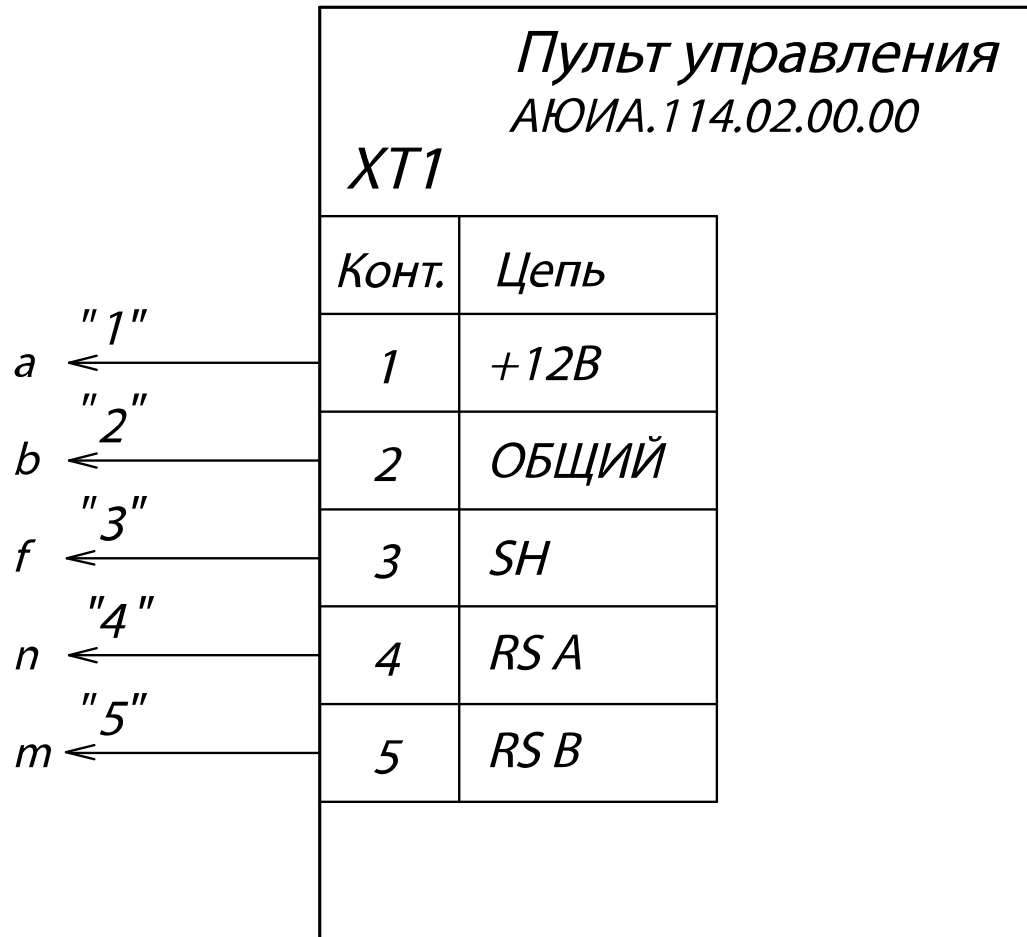 Пульт управления
АЮИА.114.02.00.00
XT1
Конт. Цепь
a "1" 1 +12В
b "2" 2 ОБЩИЙ
f "3" 3 SH
n "4" 4 RS A
m "5" 5 RS B